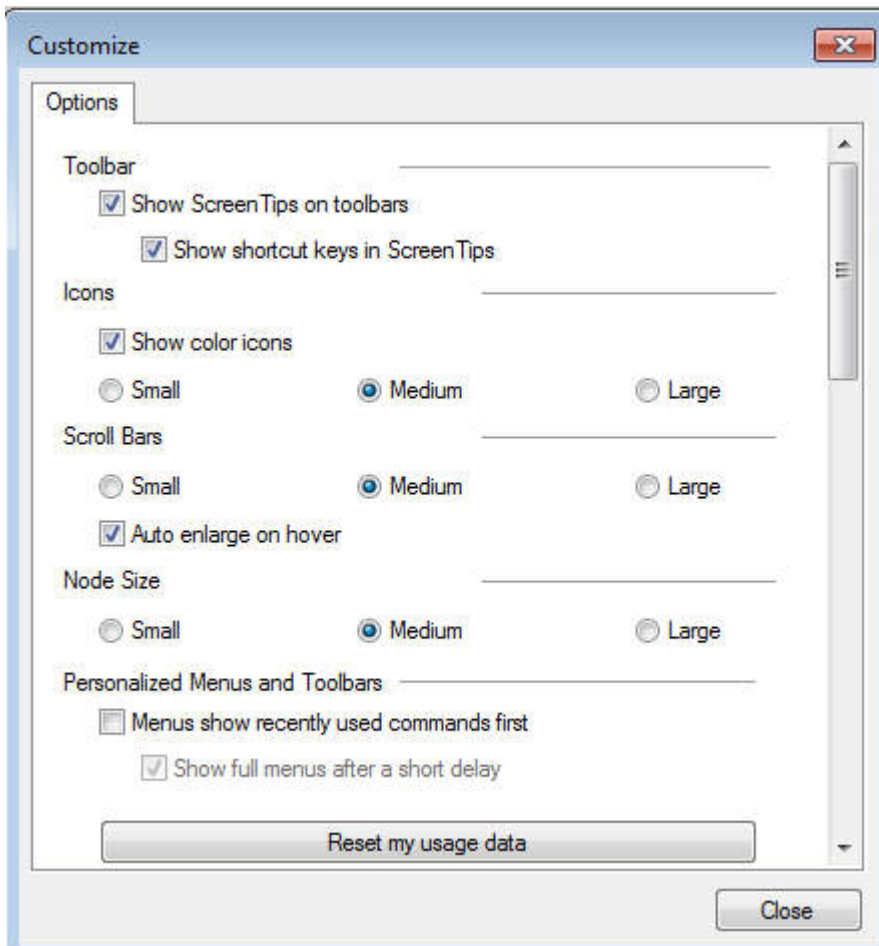 Customize
Options
Toolbar
Show ScreenTips on toolbars
Show shortcut keys in ScreenTips
Icons
Show color icons
Small Medium Large
Scroll Bars
Small Medium Large
Auto enlarge on hover
Node Size
Small Medium Large
Personalized Menus and Toolbars
Menus show recently used commands first
Show full menus after a short delay
Reset my usage data
Close